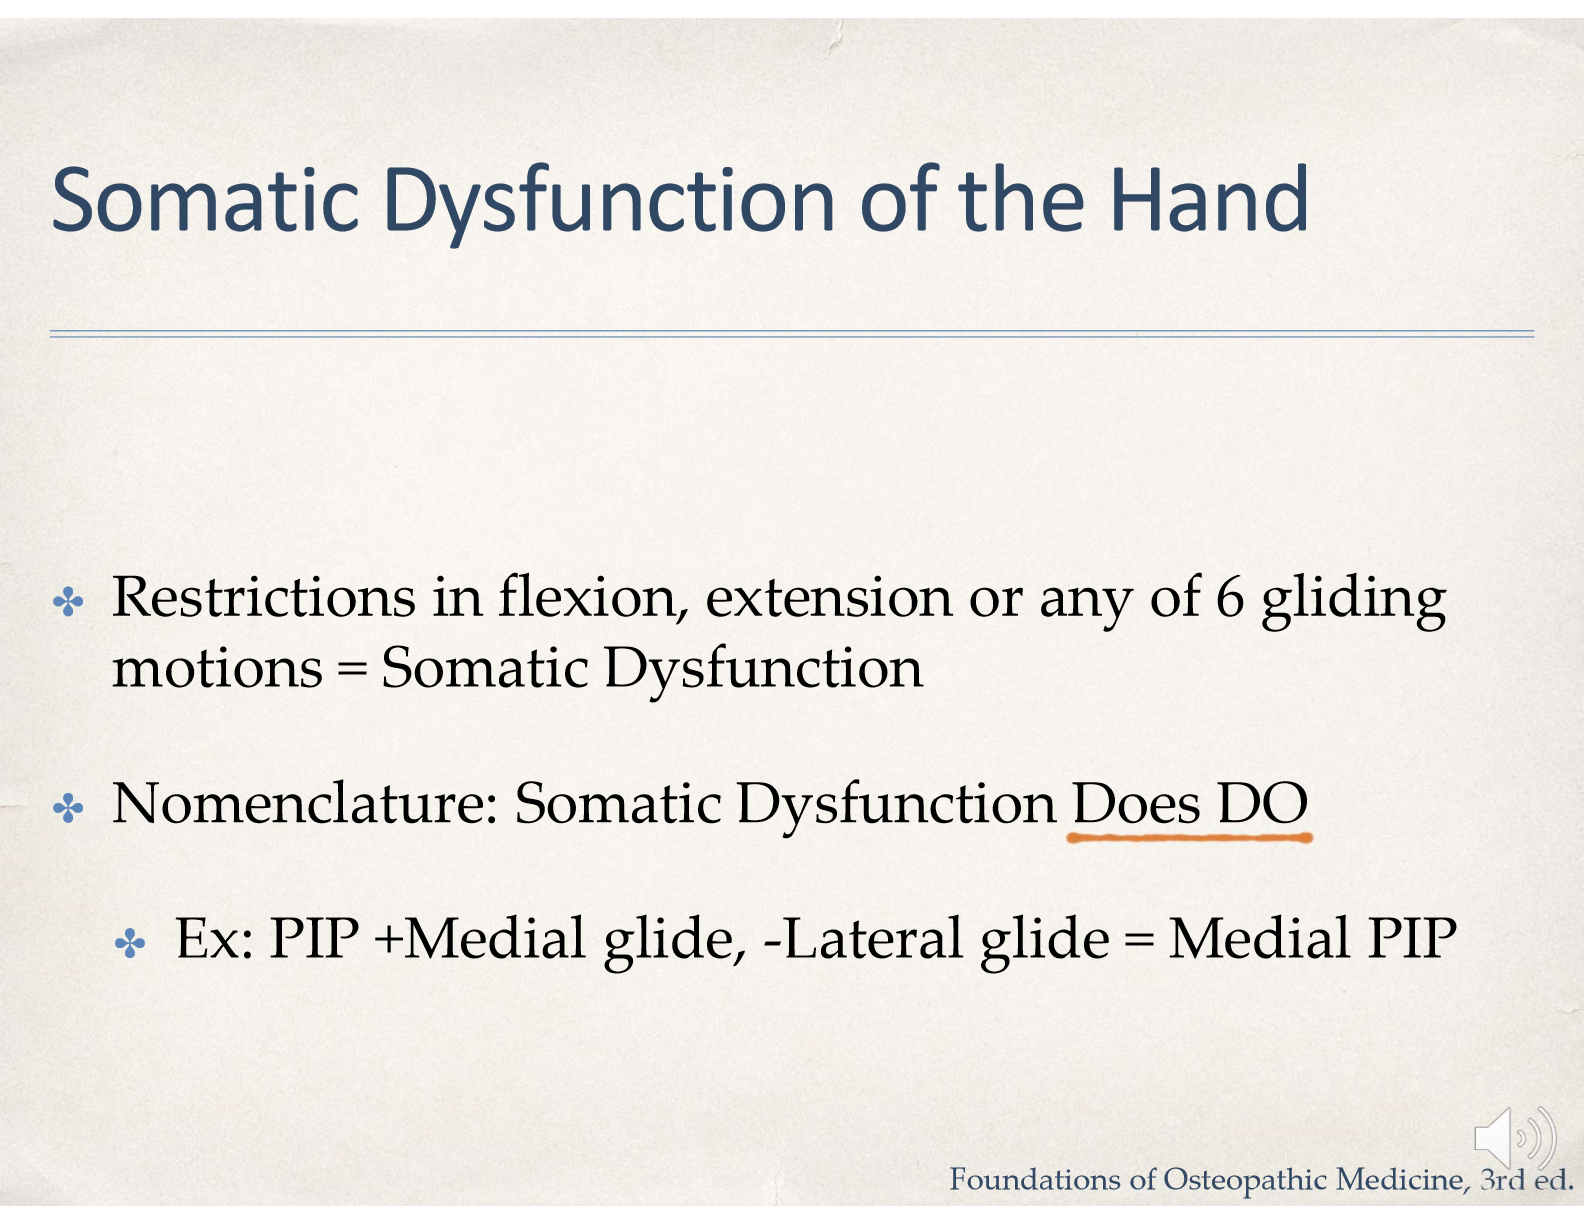 Somatic Dysfunction of the Hand
Restrictions in flexion, extension or any of 6 gliding
motions = Somatic Dysfunction
Nomenclature: Somatic Dysfunction Does DO
Ex: PIP +Medial glide, -Lateral glide = Medial PIP
Foundations of Osteopathic Medicine, 3rd ed.